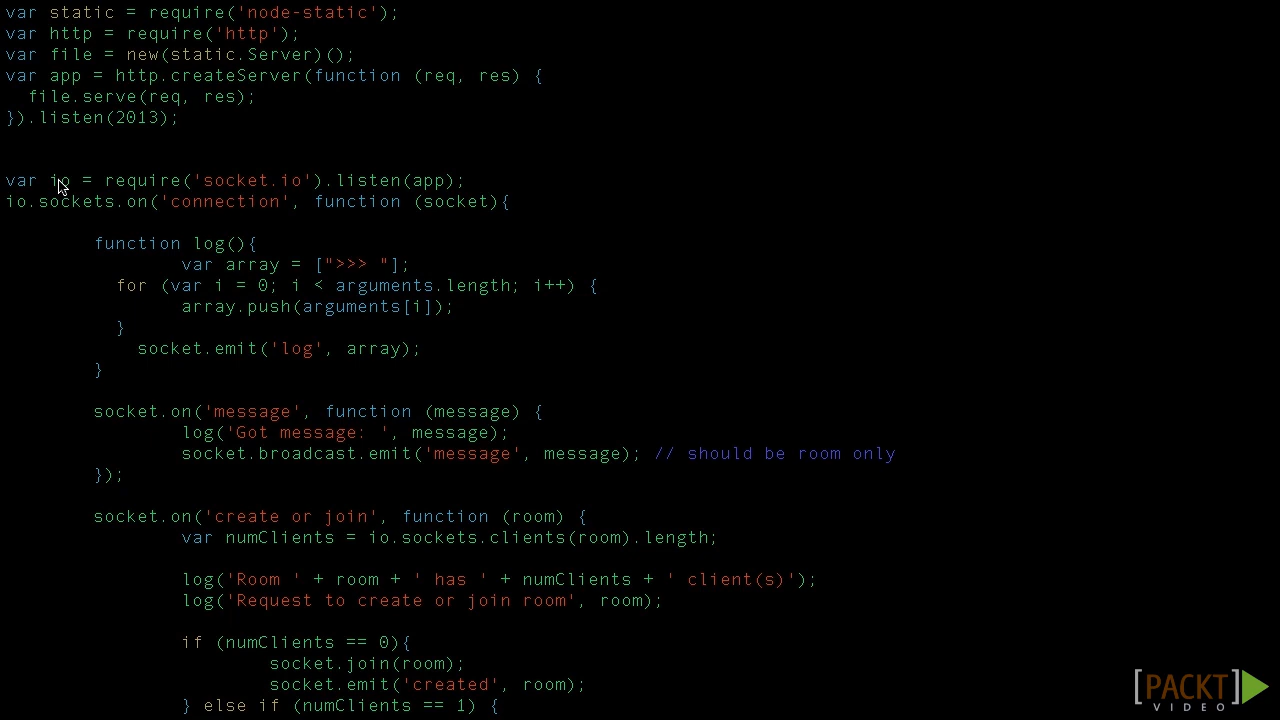 var static = require('node-static');
var http = require('http');
var file = new(static.Server)();
var app = http.createServer(function (req, res) {
  file.serve(req, res);
}).listen(2013);
var io = require('socket.io').listen(app);
io.sockets.on('connection', function (socket){
        function log(){
                var array = [">>> "];
          for (var i = 0; i < arguments.length; i++) {
                array.push(arguments[i]);
          }
            socket.emit('log', array);
        }
        socket.on('message', function (message) {
                log('Got message: ', message);
                socket.broadcast.emit('message', message); // should be room only
        });
        socket.on('create or join', function (room) {
                var numClients = io.sockets.clients(room).length;
                log('Room ' + room + ' has ' + numClients + ' client(s)');
                log('Request to create or join room', room);
                if (numClients == 0){
                        socket.join(room);
                        socket.emit('created', room);
                } else if (numClients == 1) {
[PACKT]
VIDEO